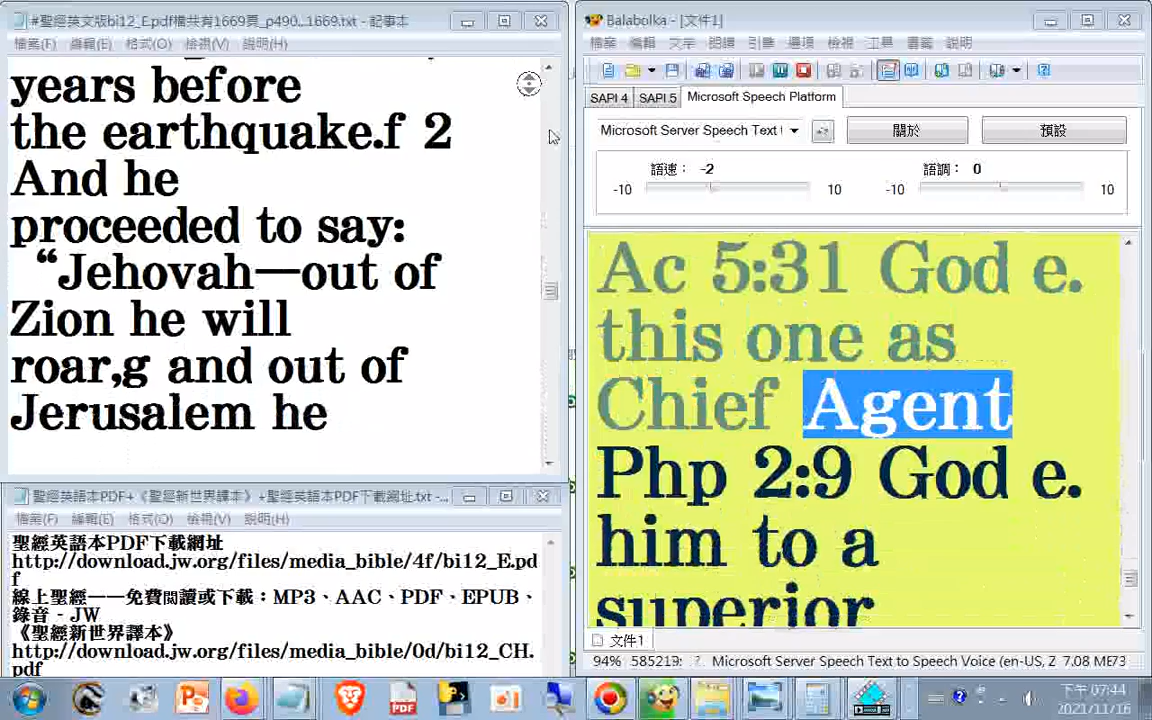 #聖經英文版bi12_E.pdf檔共有1669頁_p490...1669.txt - 記事本
檔案(F) 編輯(E) 格式(O) 檢視(V) 說明(H)
years before
the earthquake.f 2
And he
proceeded to say:
“Jehovah—out of
Zion he will
roar,g and out of
Jerusalem he
聖經英語本PDF+《聖經新世界譯本》+聖經英語本PDF下載網址.txt - ...
檔案(F) 編輯(E) 格式(O) 檢視(V) 說明(H)
聖經英語本PDF下載網址
http://download.jw.org/files/media_bible/4f/bi12_E.pd
f
線上聖經——免費閱讀或下載：MP3、AAC、PDF、EPUB、
錄音 - JW
《聖經新世界譯本》
http://download.jw.org/files/media_bible/0d/bi12_CH.
pdf
Balabolka - [文件1]
檔案 編輯 文字 朗讀 引擎 選項 檢視 工具 書籤 說明
SAPI 4 SAPI 5 Microsoft Speech Platform
Microsoft Server Speech Text 關於 預設
語速： -2 語調： 0
-10 10 -10 10
Ac 5:31 God e.
this one as
Chief Agent
Php 2:9 God e.
him to a
superior
文件1
94% Microsoft Server Speech Text to Speech Voice (en-US, Z 7.08 ME
下午 07:44
2021/11/16